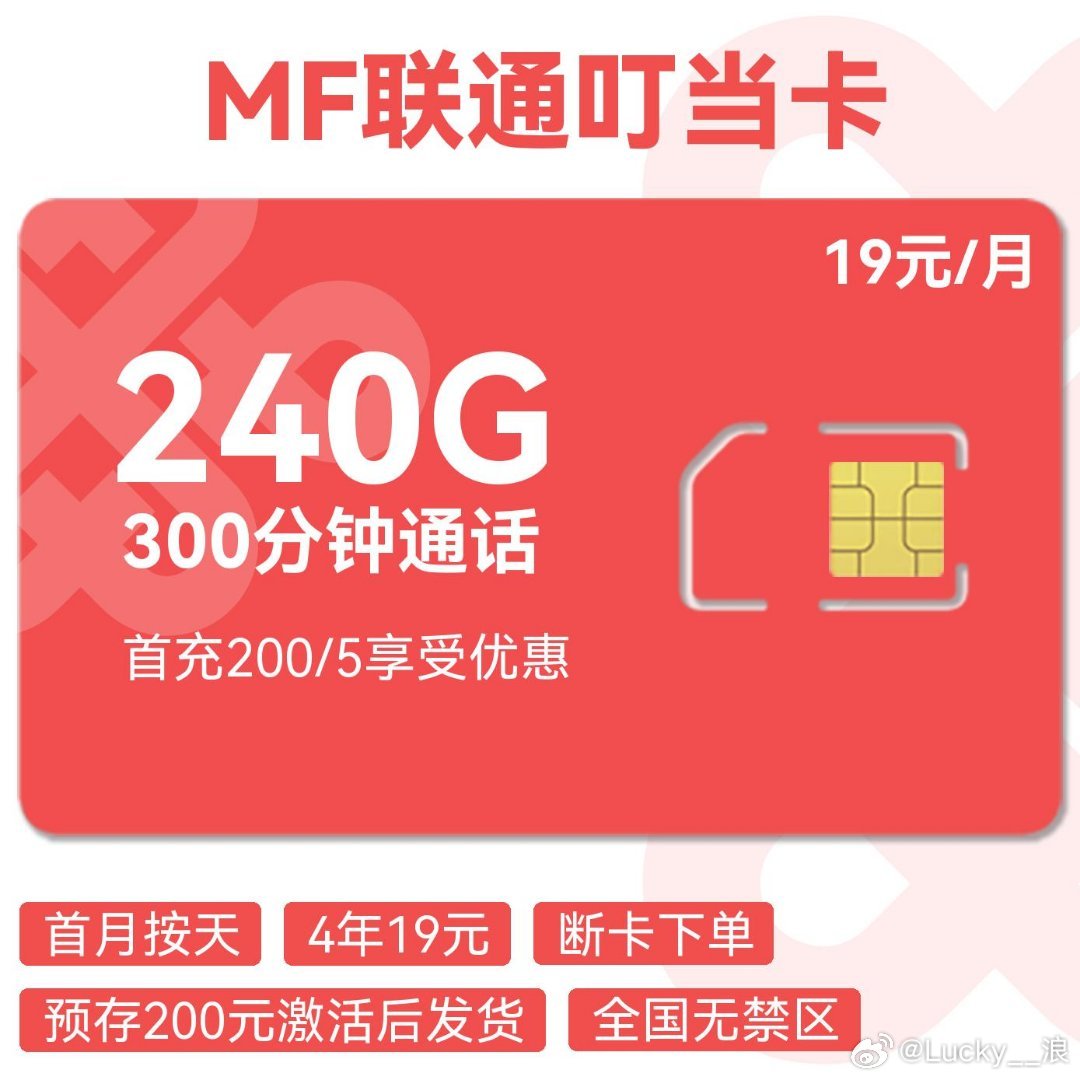 MF联通叮当卡
19元/月
240G
300分钟通话
首充200/5享受优惠
首月按天
4年19元
断卡下单
预存200元激活后发货
全国无禁区
@Lucky__浪